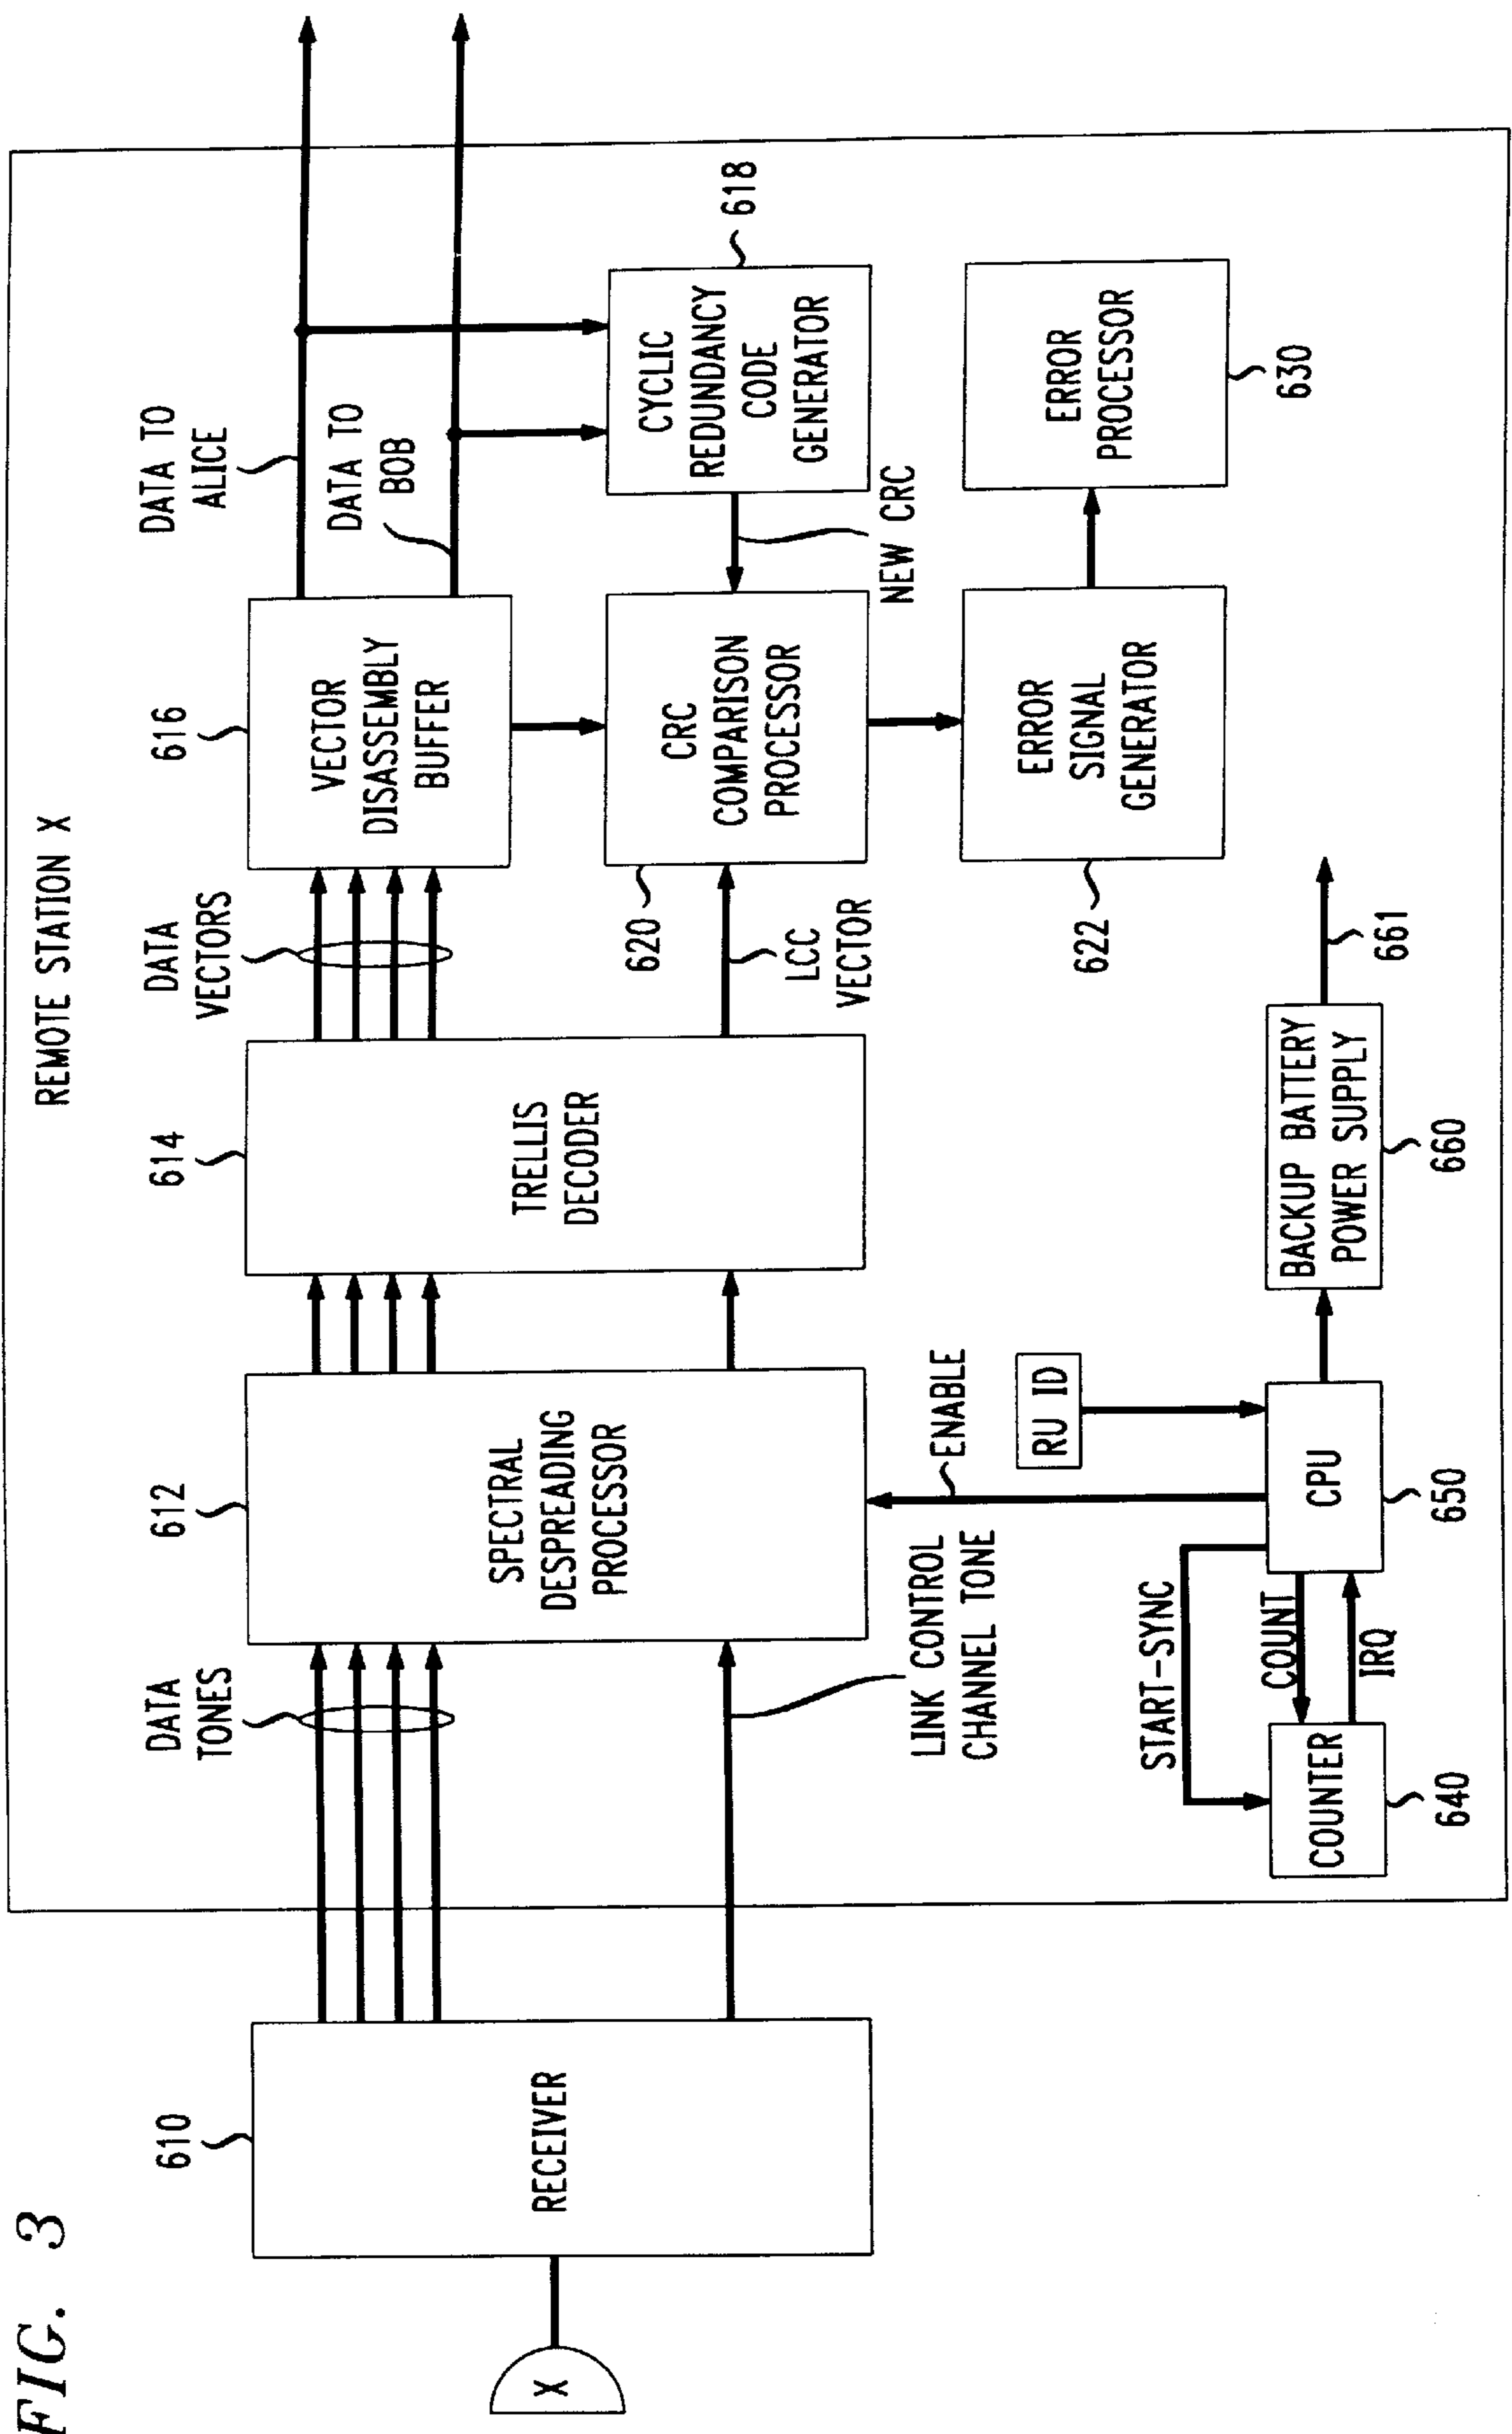 FIG. 3
REMOTE STATION X
X
610
RECEIVER
DATA
TONES
LINK CONTROL
CHANNEL TONE
612
SPECTRAL
DESPREADING
PROCESSOR
ENABLE
614
TRELLIS
DECODER
DATA
VECTORS
LCC
VECTOR
616
VECTOR
DISASSEMBLY
BUFFER
DATA TO
ALICE
DATA TO
BOB
620
CRC
COMPARISON
PROCESSOR
NEW CRC
CYCLIC
REDUNDANCY
CODE
GENERATOR
618
622
ERROR
SIGNAL
GENERATOR
ERROR
PROCESSOR
630
START-SYNC
COUNT
IRQ
COUNTER
640
RU ID
CPU
650
BACKUP BATTERY
POWER SUPPLY
660
661